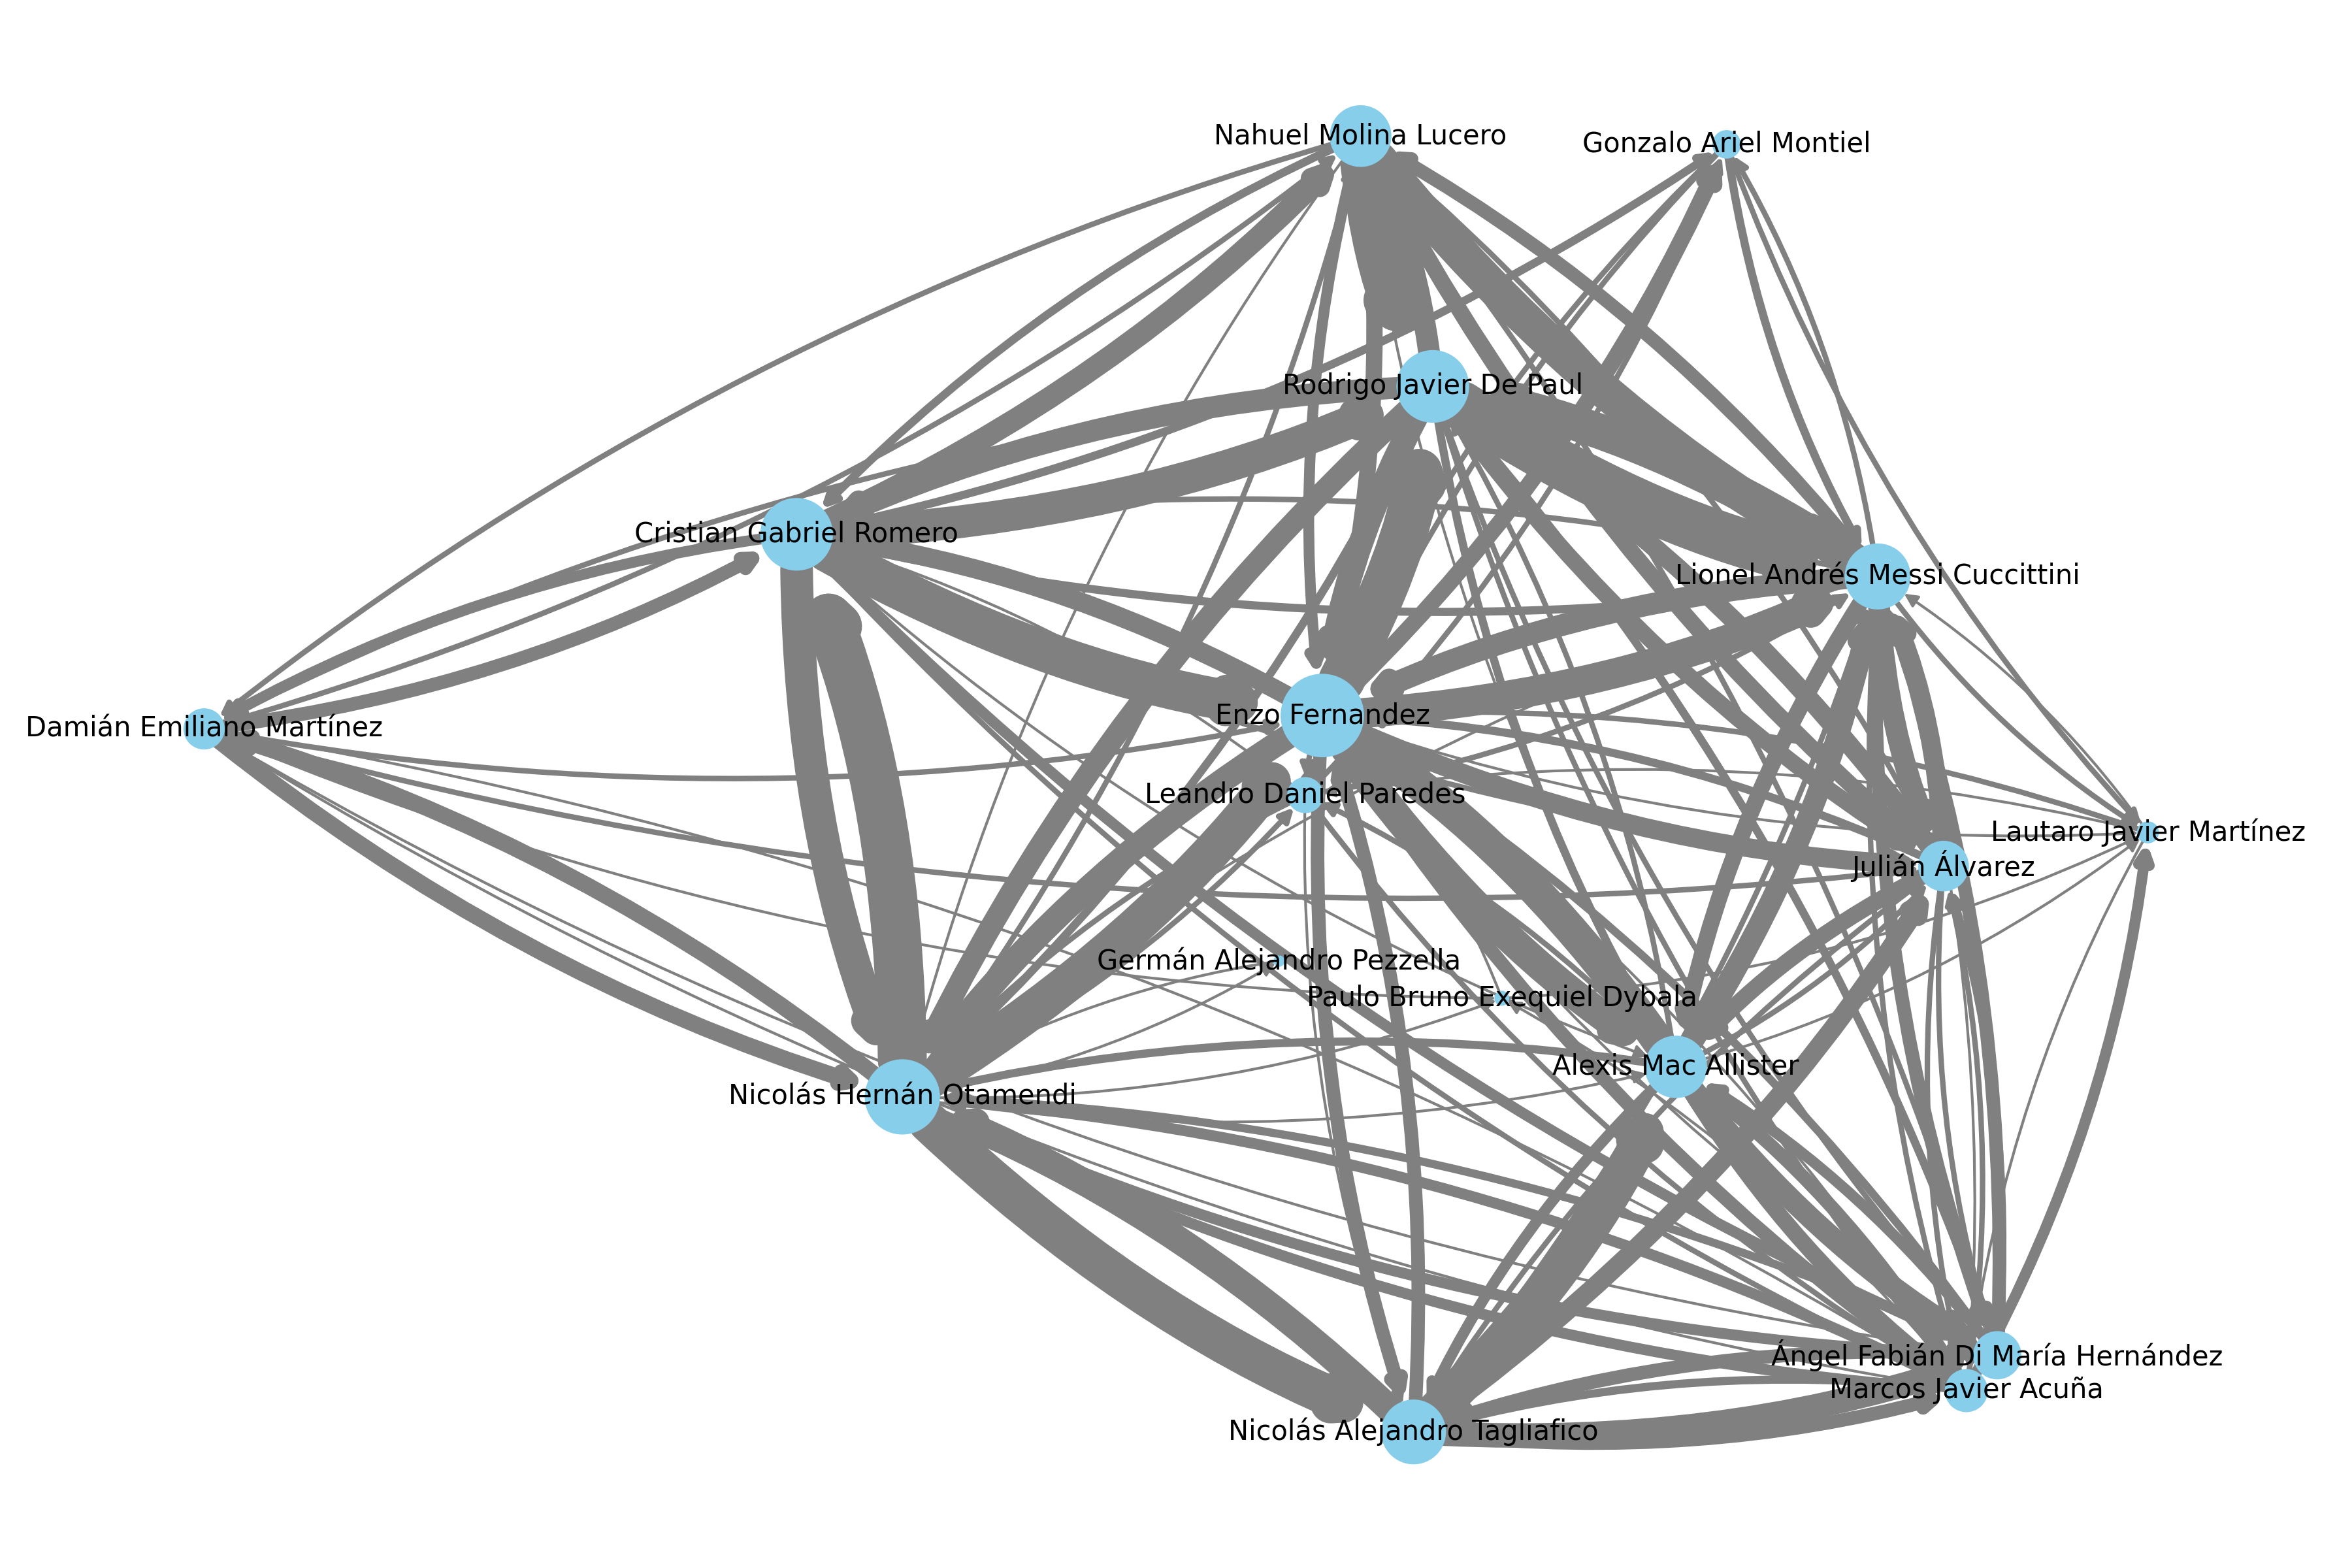 Nahuel Molina Lucero
Gonzalo Ariel Montiel
Rodrigo Javier De Paul
Cristian Gabriel Romero
Lionel Andrés Messi Cuccittini
Enzo Fernandez
Damián Emiliano Martínez
Leandro Daniel Paredes
Lautaro Javier Martínez
Julián Álvarez
Germán Alejandro Pezzella
Paulo Bruno Exequiel Dybala
Alexis Mac Allister
Nicolás Hernán Otamendi
Ángel Fabián Di María Hernández
Marcos Javier Acuña
Nicolás Alejandro Tagliafico